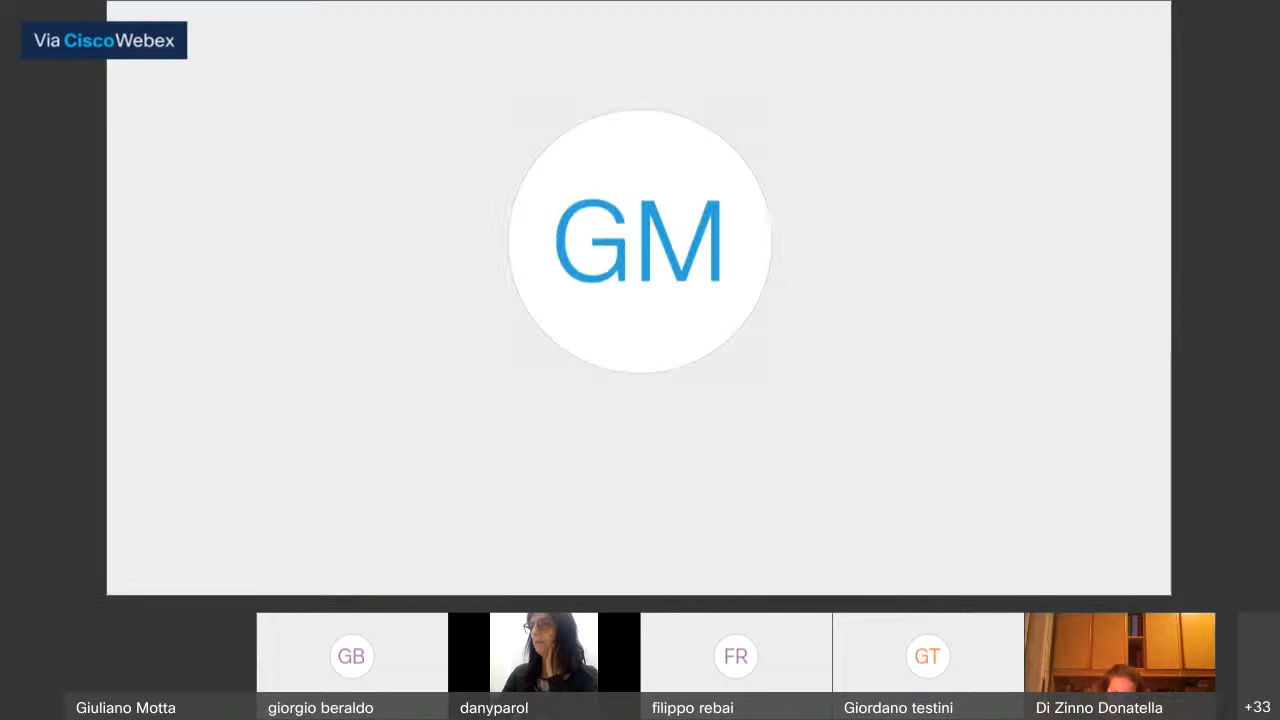 Via CiscoWebex
GM
GB
FR
GT
Giuliano Motta
giorgio beraldo
danyparol
filippo rebai
Giordano testini
Di Zinno Donatella
+33